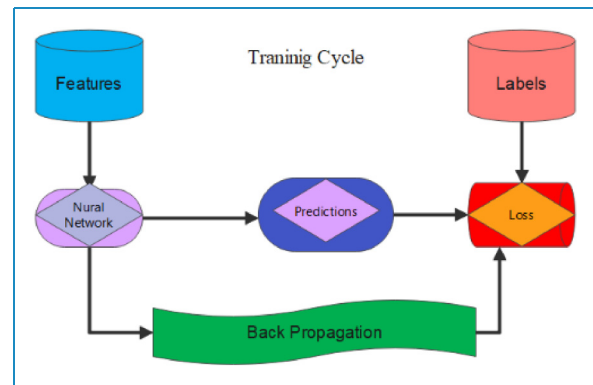 Traninig Cycle
Features
Labels
Nural
Network
Predictions
Loss
Back Propagation